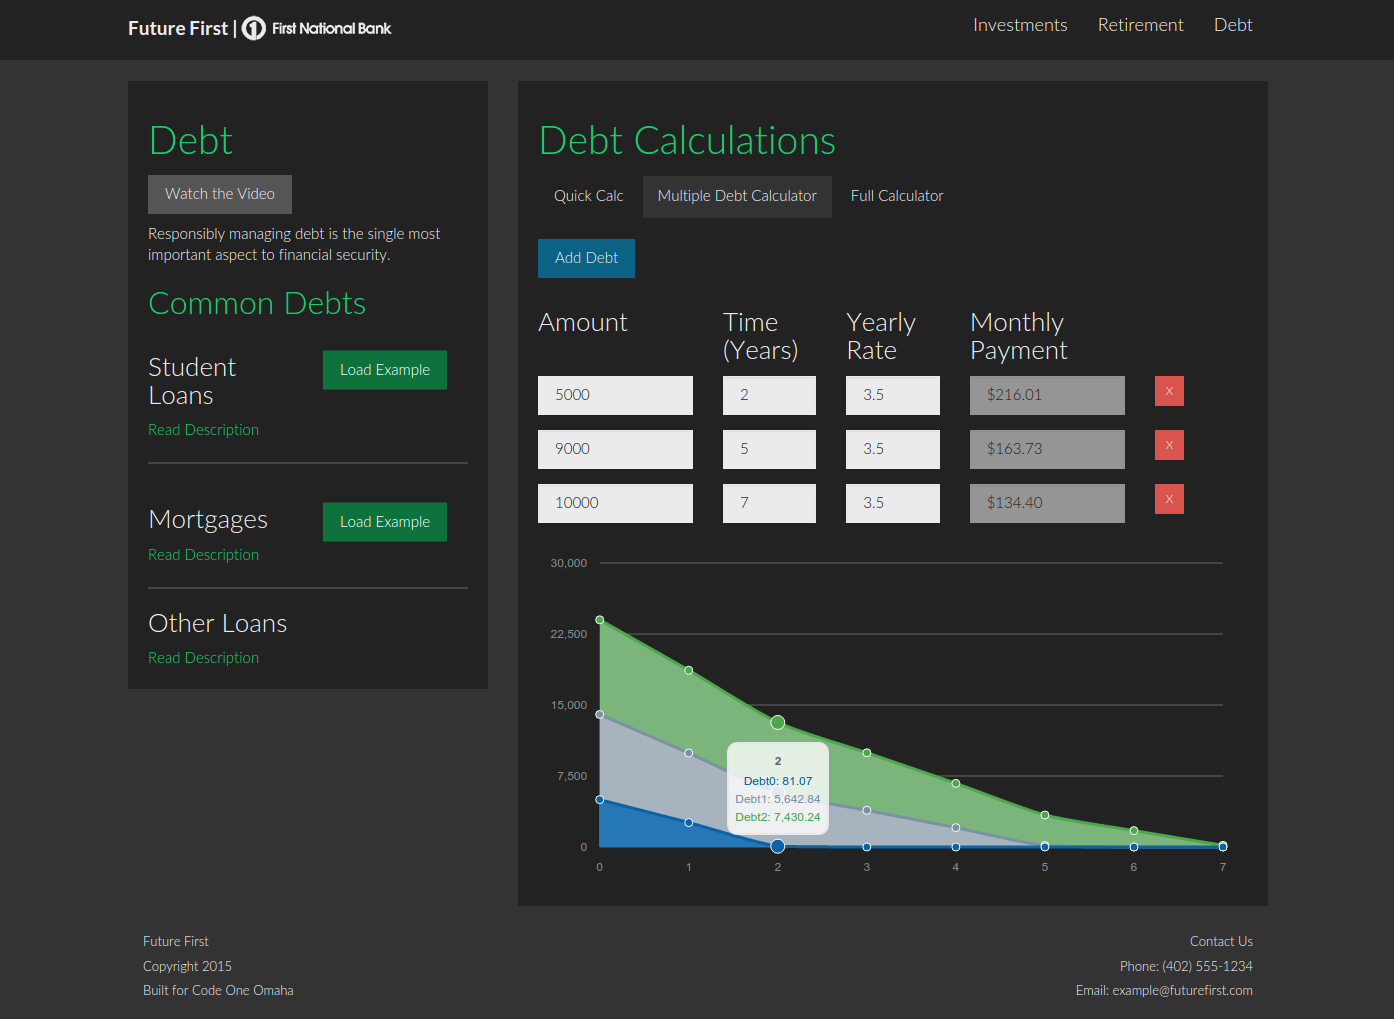 Future First | 1 First National Bank
Investments Retirement Debt
Debt
Watch the Video
Responsibly managing debt is the single most
important aspect to financial security.
Common Debts
Student
Loans
Load Example
Read Description
Mortgages
Load Example
Read Description
Other Loans
Read Description
Debt Calculations
Quick Calc Multiple Debt Calculator Full Calculator
Add Debt
Amount Time (Years) Yearly Rate Monthly Payment
5000 2 3.5 $216.01 x
9000 5 3.5 $163.73 x
10000 7 3.5 $134.40 x
30,000
22,500
15,000
7,500
0
2
Debt0: 81.07
Debt1: 5,642.84
Debt2: 7,430.24
0 1 2 3 4 5 6 7
Future First
Copyright 2015
Built for Code One Omaha
Contact Us
Phone: (402) 555-1234
Email: example@futurefirst.com